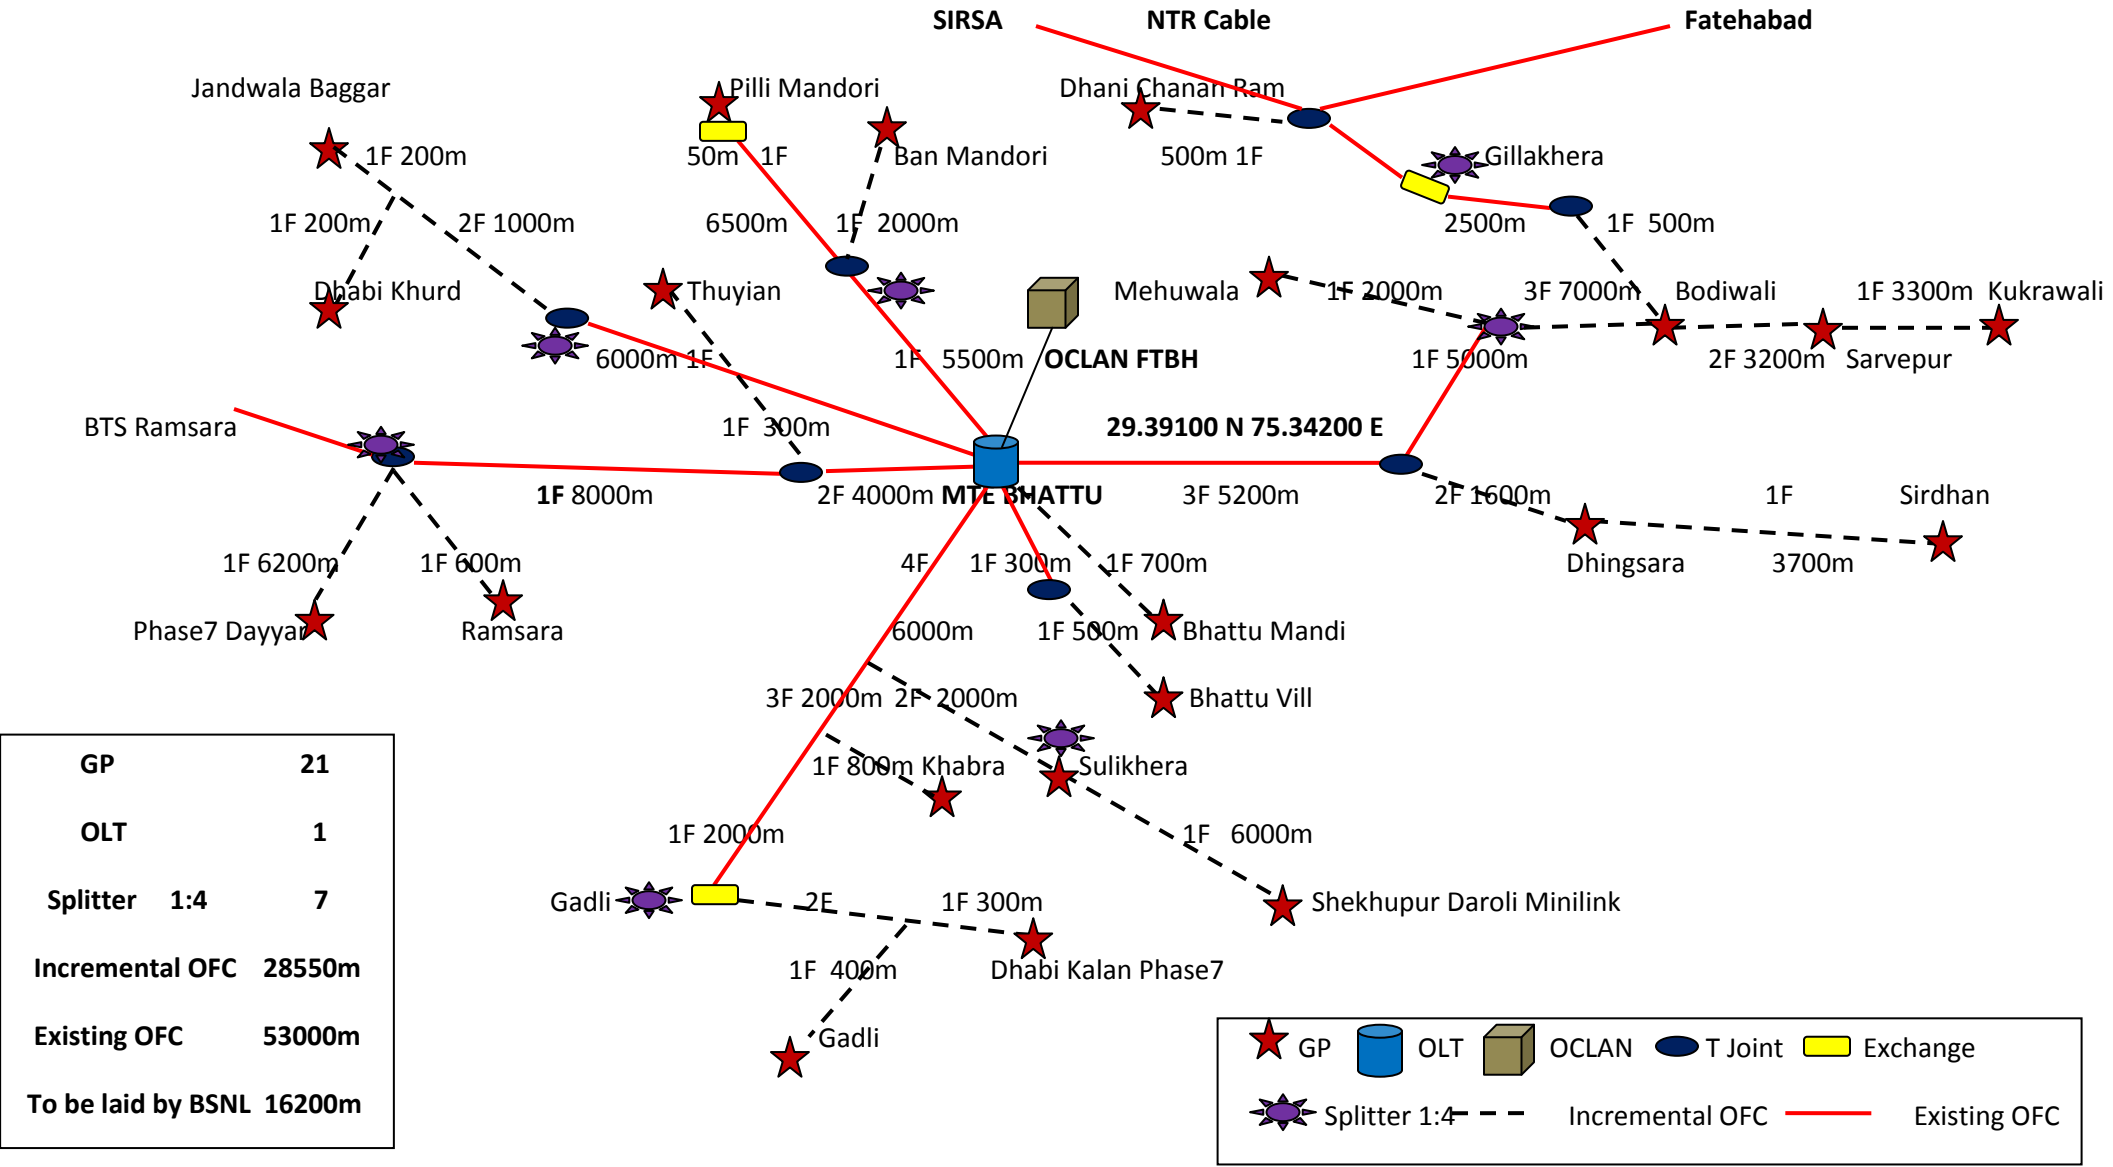 SIRSA NTR Cable Fatehabad
Jandwala Baggar Pilli Mandori Dhani Chanan Ram
1F 200m 50m 1F Ban Mandori 500m 1F Gillakhera
1F 200m 2F 1000m 6500m 1F 2000m 2500m 1F 500m
Dhabi Khurd Thuyian Mehuwala 1F 2000m 3F 7000m Bodiwali 1F 3300m Kukrawali
6000m 1F 1F 5500m OCLAN FTBH 1F 5000m 2F 3200m Sarvepur
BTS Ramsara 1F 300m 29.39100 N 75.34200 E
1F 8000m 2F 4000m MTE BHATTU 3F 5200m 2F 1600m 1F Sirdhan
1F 6200m 1F 600m 4F 1F 300m 1F 700m Dhingsara 3700m
Phase7 Dayyar Ramsara 6000m 1F 500m Bhattu Mandi
3F 2000m 2F 2000m Bhattu Vill
GP 21
1F 800m Khabra Sulikhera
OLT 1
1F 2000m 1F 6000m
Splitter 1:4 7
Gadli 2F 1F 300m Shekhupur Daroli Minilink
Incremental OFC 28550m
1F 400m Dhabi Kalan Phase7
Existing OFC 53000m
Gadli
To be laid by BSNL 16200m
GP OLT OCLAN T Joint Exchange
Splitter 1:4 Incremental OFC Existing OFC